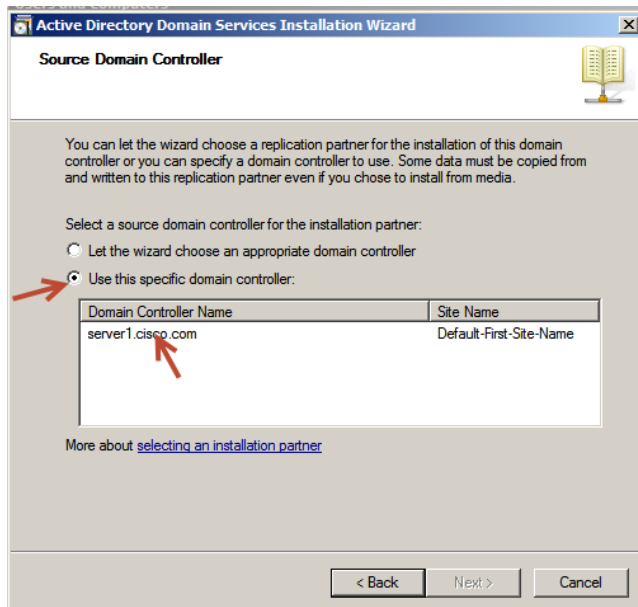 Users and Computers
Active Directory Domain Services Installation Wizard
Source Domain Controller
You can let the wizard choose a replication partner for the installation of this domain
controller or you can specify a domain controller to use. Some data must be copied from
and written to this replication partner even if you chose to install from media.
Select a source domain controller for the installation partner:
Let the wizard choose an appropriate domain controller
Use this specific domain controller:
Domain Controller Name Site Name
server1.cisco.com Default-First-Site-Name
More about selecting an installation partner
< Back Next > Cancel